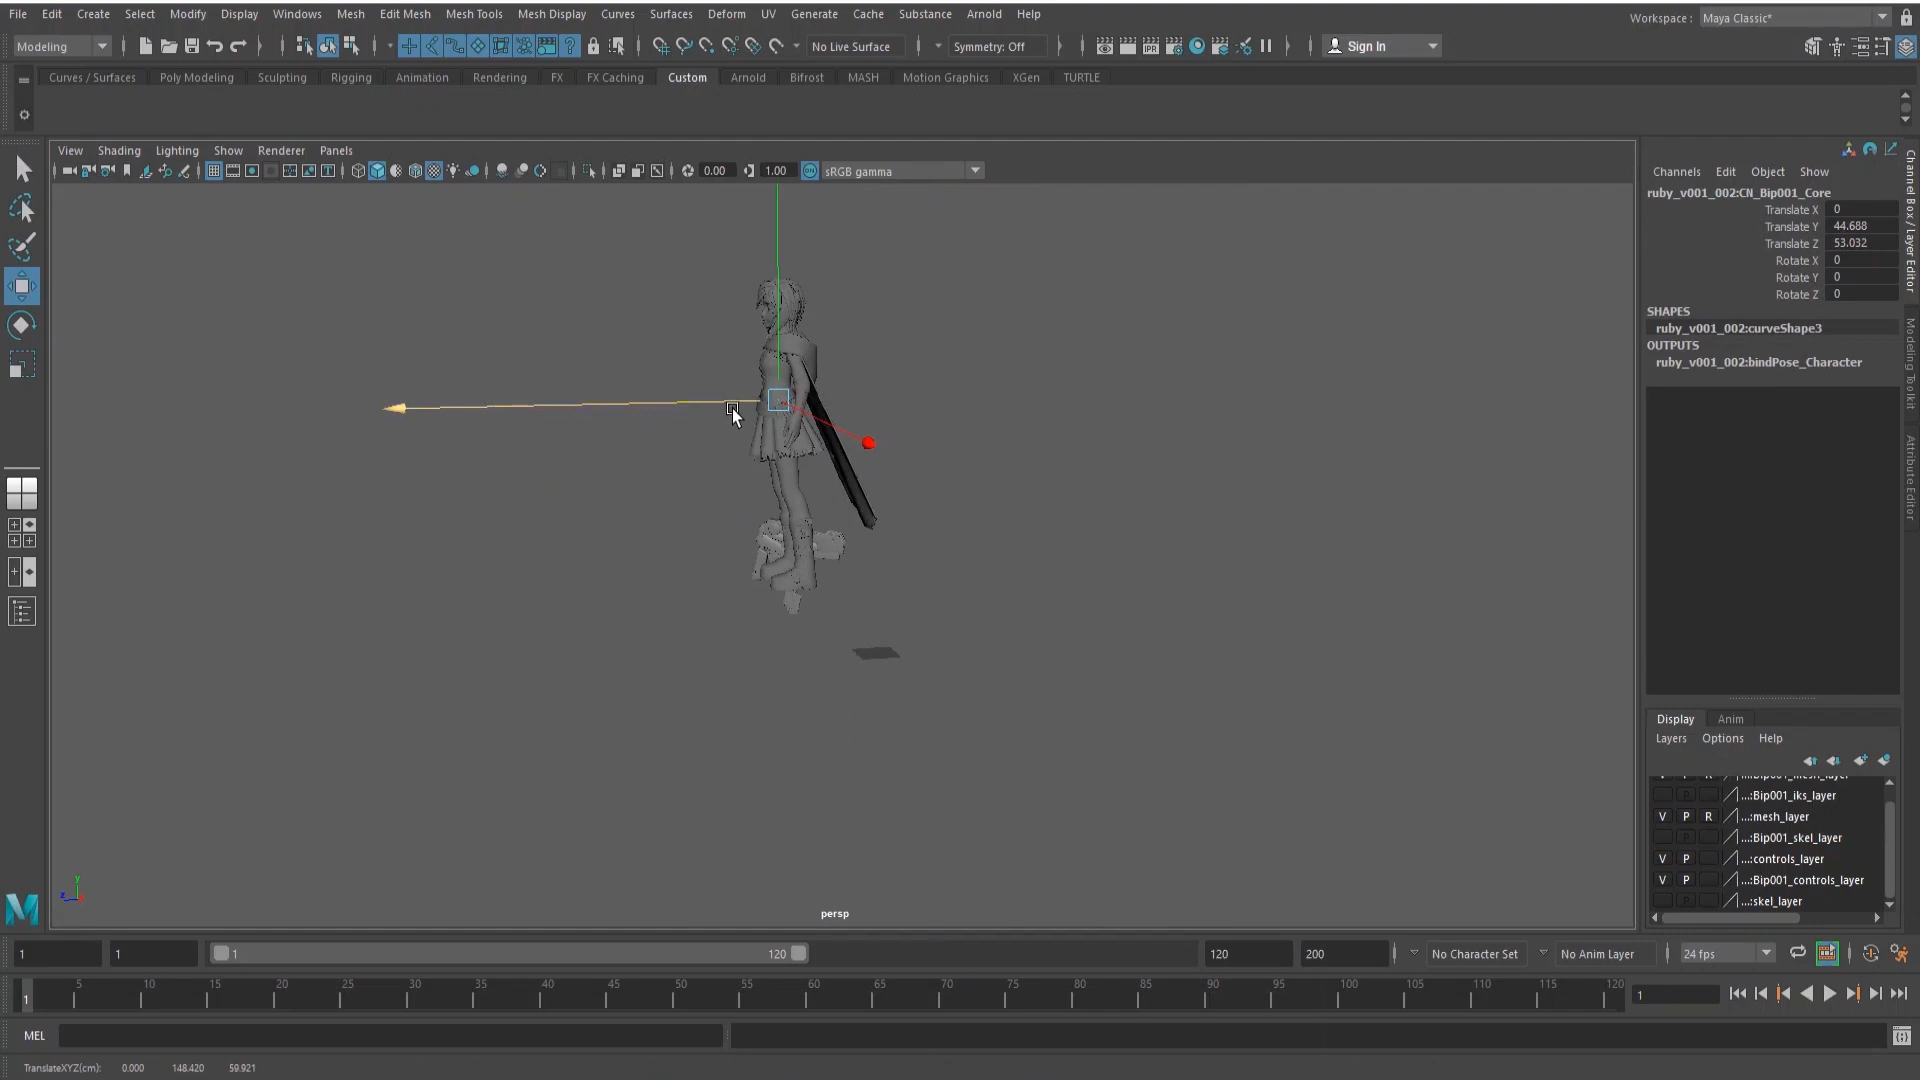 File Edit Create Select Modify Display Windows Mesh Edit Mesh Mesh Tools Mesh Display Curves Surfaces Deform UV Generate Cache Substance Arnold Help
Workspace : Maya Classic*
Modeling
No Live Surface
Symmetry: Off
Sign In
Curves / Surfaces Poly Modeling Sculpting Rigging Animation Rendering FX FX Caching Custom Arnold Bifrost MASH Motion Graphics XGen TURTLE
View Shading Lighting Show Renderer Panels
0.00
1.00
sRGB gamma
Channels Edit Object Show
ruby_v001_002:CN_Bip001_Core
Translate X 0
Translate Y 44.688
Translate Z 53.032
Rotate X 0
Rotate Y 0
Rotate Z 0
SHAPES
ruby_v001_002:curveShape3
OUTPUTS
ruby_v001_002:bindPose_Character
Channel Box / Layer Editor
Modeling Toolkit
Attribute Editor
Display Anim
Layers Options Help
...:Bip001_iks_layer
V P R ...:mesh_layer
...:Bip001_skel_layer
V P ...:controls_layer
V P ...:Bip001_controls_layer
...:skel_layer
persp
1 1 1 120 120 200 No Character Set No Anim Layer 24 fps
1 5 10 15 20 25 30 35 40 45 50 55 60 65 70 75 80 85 90 95 100 105 110 115 120 1
MEL
TranslateXYZ(cm): 0.000 148.420 59.921